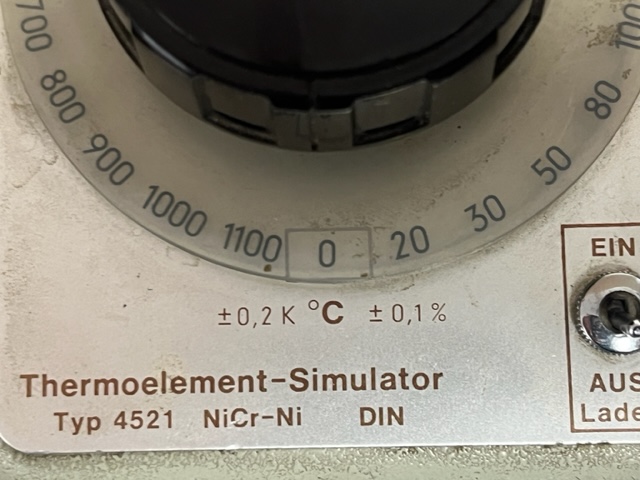 700 800 900 1000 1100 0 20 30 50 80 100
±0,2 K °C ±0,1%
Thermoelement-Simulator
Typ 4521 NiCr-Ni DIN
EIN
AUS